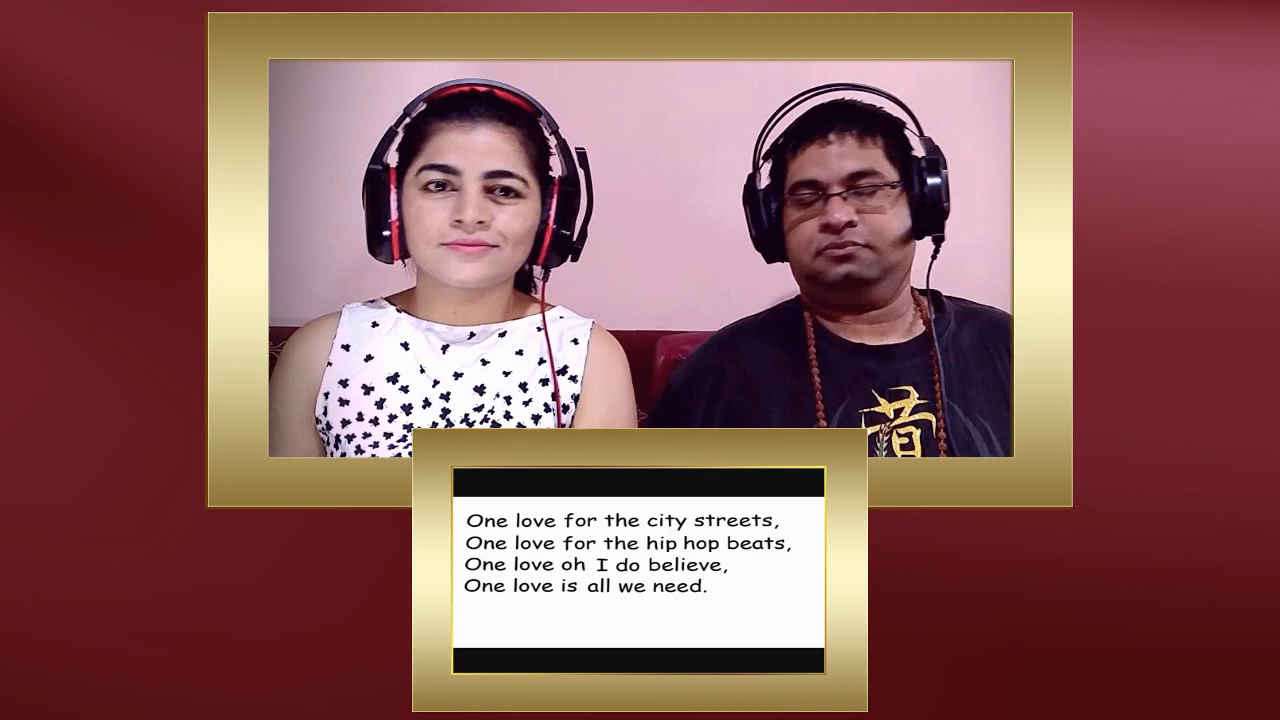 One love for the city streets,
One love for the hip hop beats,
One love oh I do believe,
One love is all we need.